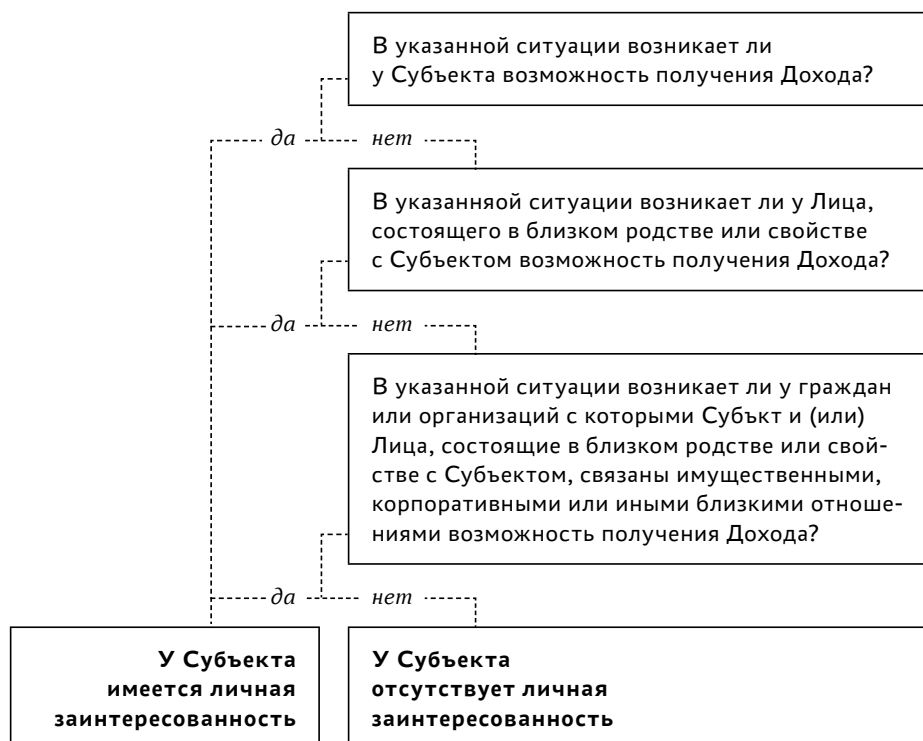 В указанной ситуации возникает ли
у Субъекта возможность получения Дохода?
да нет
В указанняой ситуации возникает ли у Лица,
состоящего в близком родстве или свойстве
с Субъектом возможность получения Дохода?
да нет
В указанной ситуации возникает ли у граждан
или организаций с которыми Субъкт и (или)
Лица, состоящие в близком родстве или свой-
стве с Субъектом, связаны имущественными,
корпоративными или иными близкими отноше-
ниями возможность получения Дохода?
да нет
У Субъекта
имеется личная
заинтересованность
У Субъекта
отсутствует личная
заинтересованность